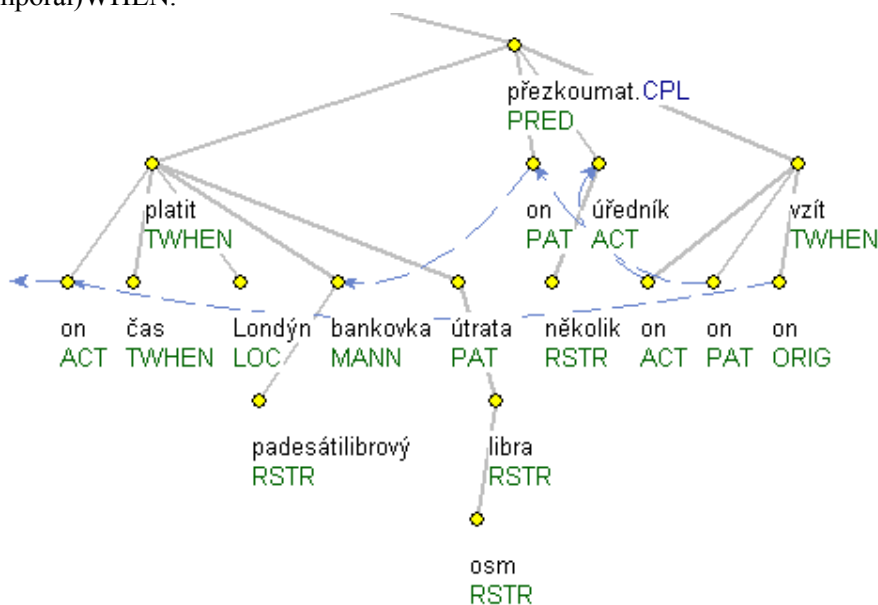 nporal)WHEN.
přezkoumat.CPL
PRED
platit
TWHEN
on
PAT
úředník
ACT
vzít
TWHEN
on
ACT
čas
TWHEN
Londýn
LOC
bankovka
MANN
útrata
PAT
několik
RSTR
on
ACT
on
PAT
on
ORIG
padesátilibrový
RSTR
libra
RSTR
osm
RSTR